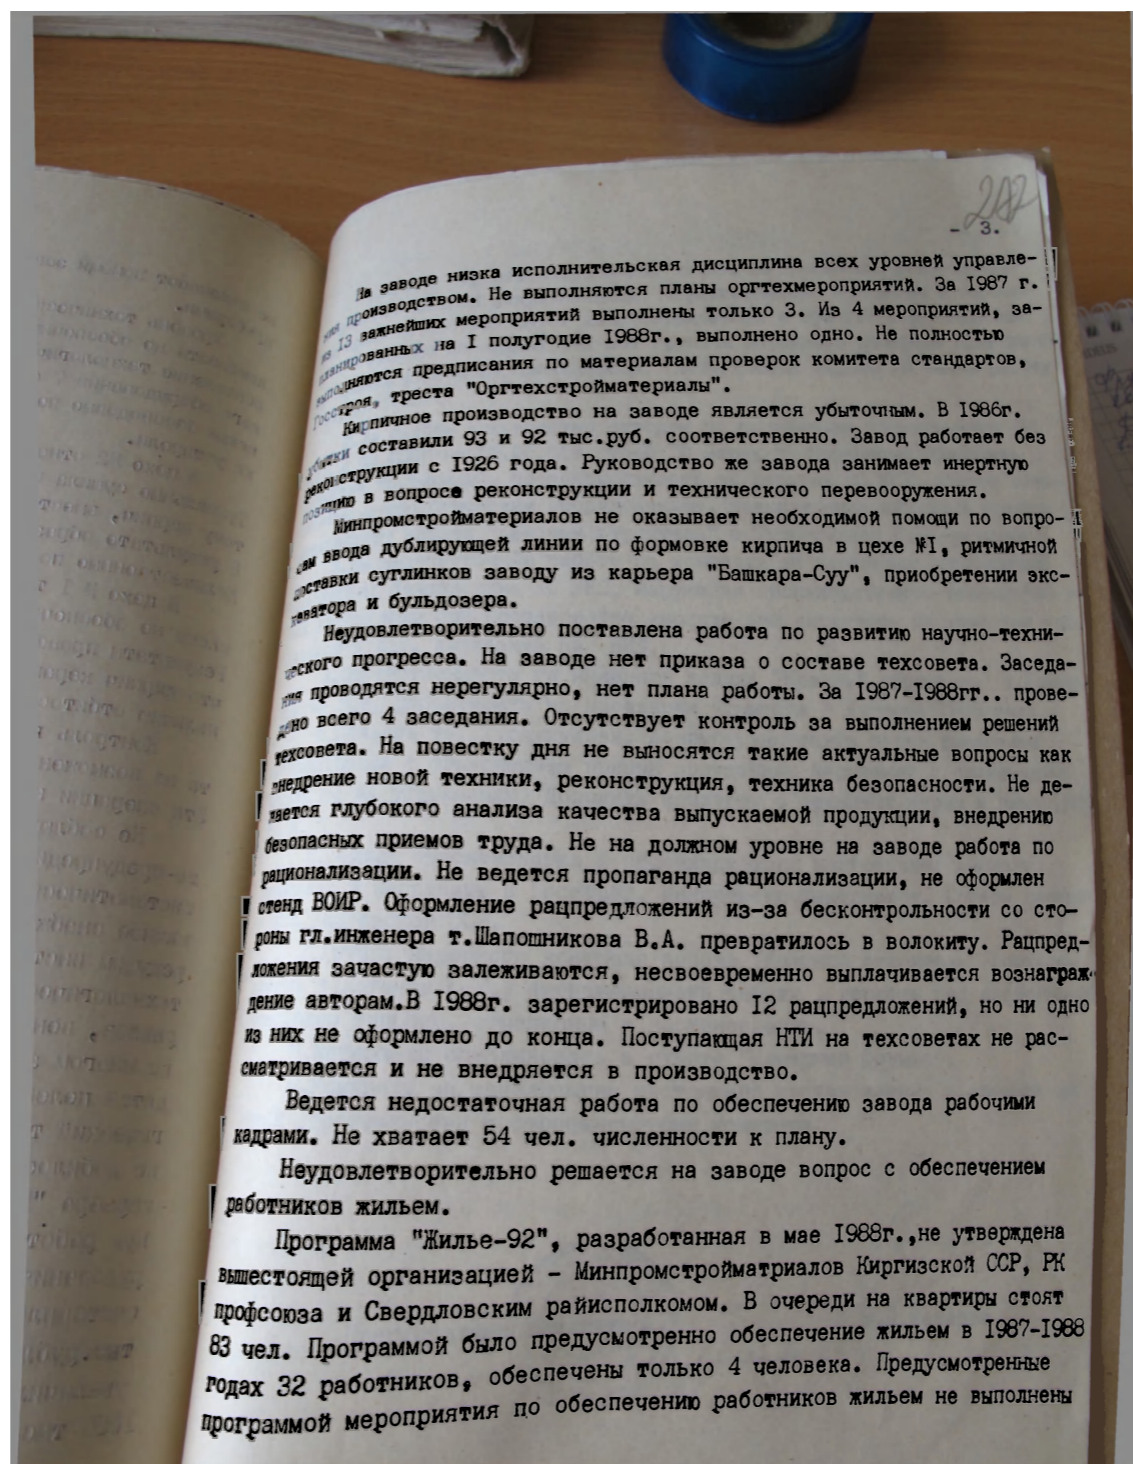 202
- 3.
На заводе низка исполнительская дисциплина всех уровней управле-
ния производством. Не выполняются планы оргтехмероприятий. За 1987 г.
из 13 важнейших мероприятий выполнены только 3. Из 4 мероприятий, за-
планированных на I полугодие 1988г., выполнено одно. Не полностью
выполняются предписания по материалам проверок комитета стандартов,
Госстроя, треста "Оргтехстройматериалы".
Кирпичное производство на заводе является убыточным. В 1986г.
убытки составили 93 и 92 тыс.руб. соответственно. Завод работает без
реконструкции с 1926 года. Руководство же завода занимает инертную
позицию в вопросе реконструкции и технического перевооружения.
Минпромстройматериалов не оказывает необходимой помощи по вопро-
сам ввода дублирующей линии по формовке кирпича в цехе №I, ритмичной
поставки суглинков заводу из карьера "Башкара-Суу", приобретении экс-
каватора и бульдозера.
Неудовлетворительно поставлена работа по развитию научно-техни-
ческого прогресса. На заводе нет приказа о составе техсовета. Заседа-
ния проводятся нерегулярно, нет плана работы. За 1987-1988гг.. прове-
дено всего 4 заседания. Отсутствует контроль за выполнением решений
техсовета. На повестку дня не выносятся такие актуальные вопросы как
внедрение новой техники, реконструкция, техника безопасности. Не де-
лается глубокого анализа качества выпускаемой продукции, внедрению
безопасных приемов труда. Не на должном уровне на заводе работа по
рационализации. Не ведется пропаганда рационализации, не оформлен
стенд ВОИР. Оформление рацпредложений из-за бесконтрольности со сто-
роны гл.инженера т.Шапошникова В.А. превратилось в волокиту. Рацпред-
ложения зачастую залеживаются, несвоевременно выплачивается вознаграж-
дение авторам.В 1988г. зарегистрировано 12 рацпредложений, но ни одно
из них не оформлено до конца. Поступающая НТИ на техсоветах не рас-
сматривается и не внедряется в производство.
Ведется недостаточная работа по обеспечению завода рабочими
кадрами. Не хватает 54 чел. численности к плану.
Неудовлетворительно решается на заводе вопрос с обеспечением
работников жильем.
Программа "Жилье-92", разработанная в мае 1988г.,не утверждена
вышестоящей организацией - Минпромстройматриалов Киргизской ССР, РК
профсоюза и Свердловским райисполкомом. В очереди на квартиры стоят
83 чел. Программой было предусмотренно обеспечение жильем в 1987-1988
годах 32 работников, обеспечены только 4 человека. Предусмотренные
программой мероприятия по обеспечению работников жильем не выполнены